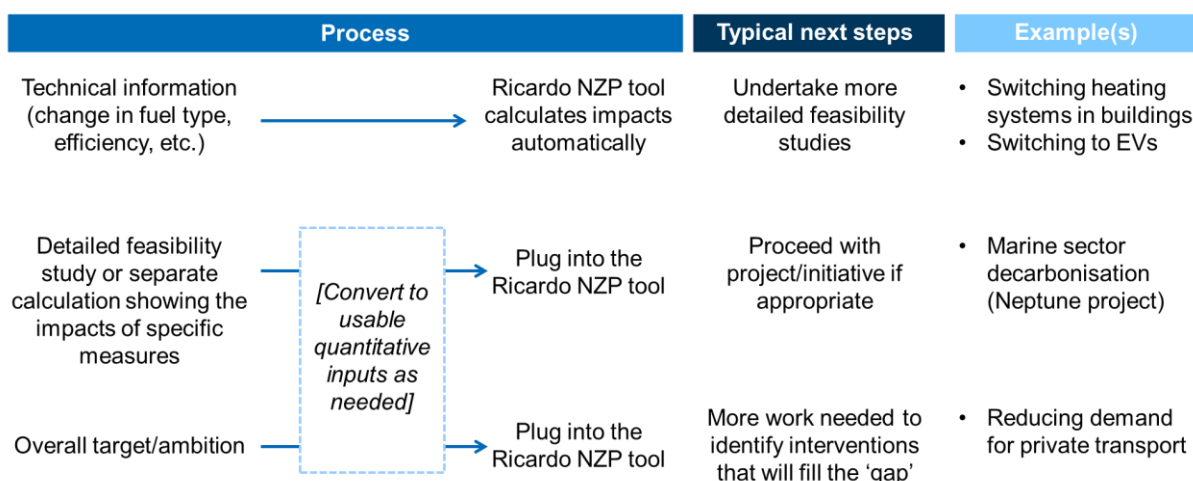 Process
Typical next steps
Example(s)
Technical information
(change in fuel type,
efficiency, etc.)
Ricardo NZP tool
calculates impacts
automatically
Undertake more
detailed feasibility
studies
• Switching heating
systems in buildings
• Switching to EVs
Detailed feasibility
study or separate
calculation showing the
impacts of specific
measures
[Convert to
usable
quantitative
inputs as
needed]
Plug into the
Ricardo NZP tool
Proceed with
project/initiative if
appropriate
• Marine sector
decarbonisation
(Neptune project)
Overall target/ambition
Plug into the
Ricardo NZP tool
More work needed to
identify interventions
that will fill the ‘gap’
• Reducing demand
for private transport